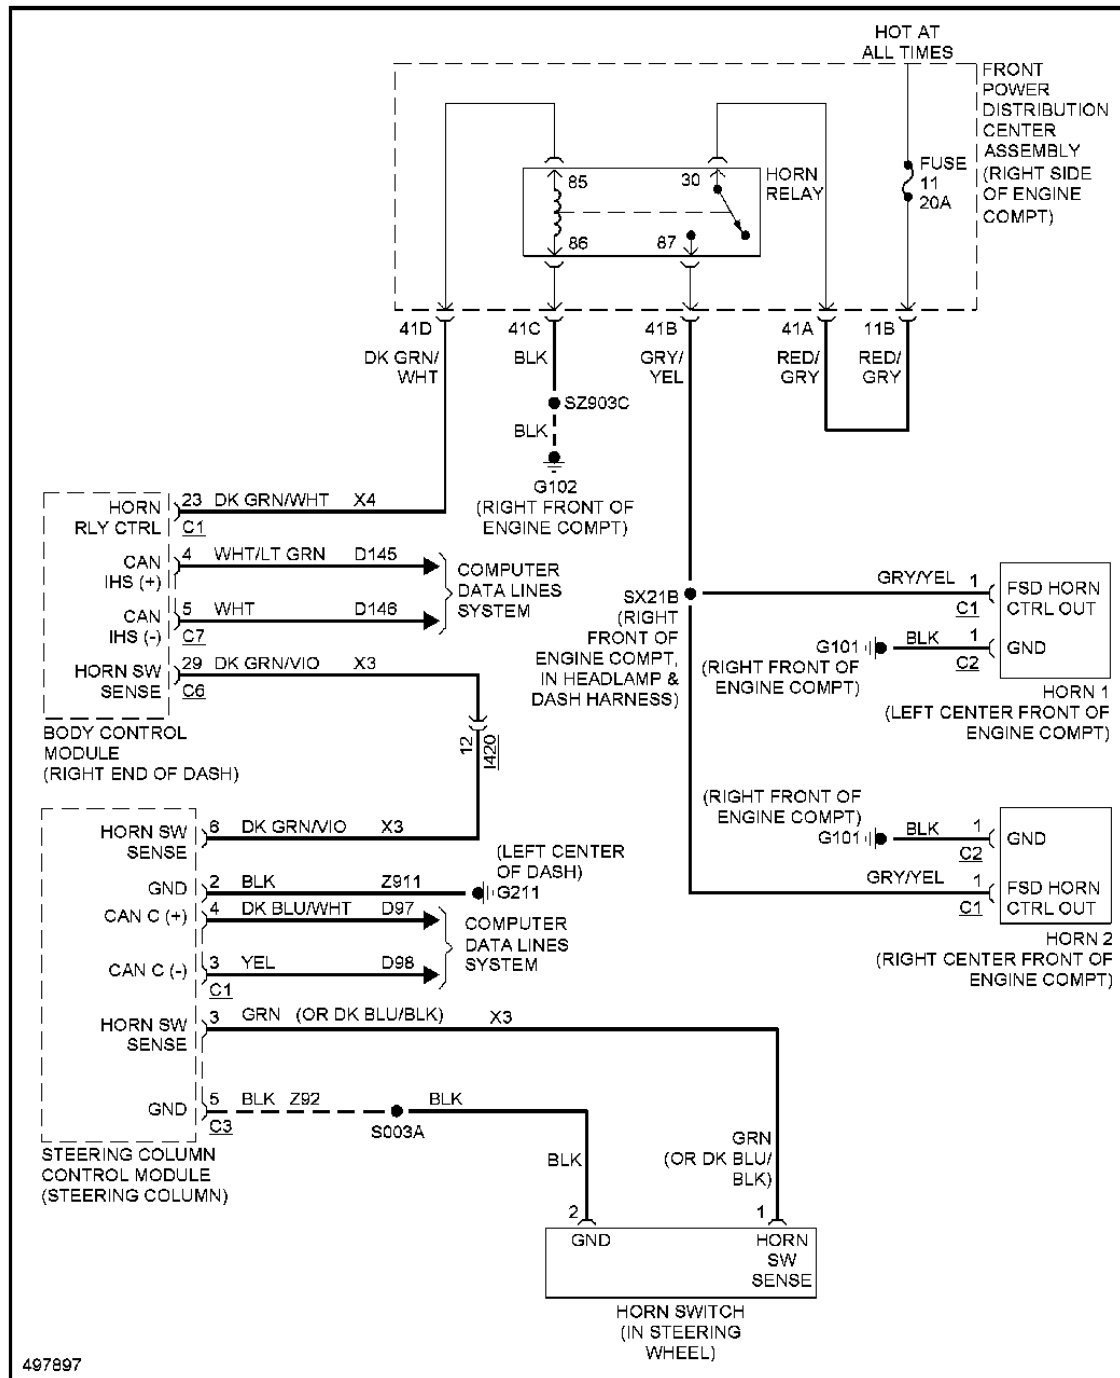 HOT AT
ALL TIMES
FRONT
POWER
DISTRIBUTION
CENTER
ASSEMBLY
(RIGHT SIDE
OF ENGINE
COMPT)
FUSE
11
20A
HORN
RELAY
85
30
86
87
41D
41C
41B
41A
11B
DK GRN/
WHT
BLK
GRY/
YEL
RED/
GRY
RED/
GRY
SZ903C
BLK
G102
(RIGHT FRONT OF
ENGINE COMPT)
HORN
RLY CTRL
23
DK GRN/WHT
X4
C1
CAN
IHS (+)
4
WHT/LT GRN
D145
CAN
IHS (-)
5
WHT
D146
C7
COMPUTER
DATA LINES
SYSTEM
HORN SW
SENSE
29
DK GRN/VIO
X3
C6
BODY CONTROL
MODULE
(RIGHT END OF DASH)
12
I420
SX21B
(RIGHT
FRONT OF
ENGINE COMPT,
IN HEADLAMP &
DASH HARNESS)
GRY/YEL
1
C1
FSD HORN
CTRL OUT
G101
(RIGHT FRONT OF
ENGINE COMPT)
BLK
1
C2
GND
HORN 1
(LEFT CENTER FRONT OF
ENGINE COMPT)
(RIGHT FRONT OF
ENGINE COMPT)
G101
BLK
1
C2
GND
GRY/YEL
1
C1
FSD HORN
CTRL OUT
HORN 2
(RIGHT CENTER FRONT OF
ENGINE COMPT)
HORN SW
SENSE
6
DK GRN/VIO
X3
GND
2
BLK
Z911
(LEFT CENTER
OF DASH)
G211
CAN C (+)
4
DK BLU/WHT
D97
CAN C (-)
3
YEL
D98
C1
COMPUTER
DATA LINES
SYSTEM
HORN SW
SENSE
3
GRN
(OR DK BLU/BLK)
X3
GND
5
BLK
Z92
C3
S003A
BLK
STEERING COLUMN
CONTROL MODULE
(STEERING COLUMN)
BLK
GRN
(OR DK BLU/
BLK)
2
1
GND
HORN
SW
SENSE
HORN SWITCH
(IN STEERING
WHEEL)
497897